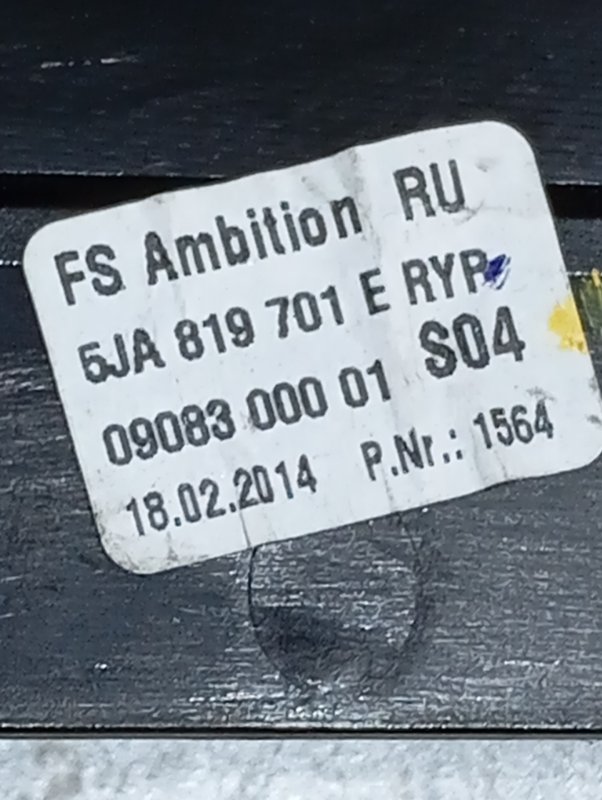 FS Ambition RU
5JA 819 701 E RYP
09083 000 01 S04
18.02.2014 P.Nr.: 1564